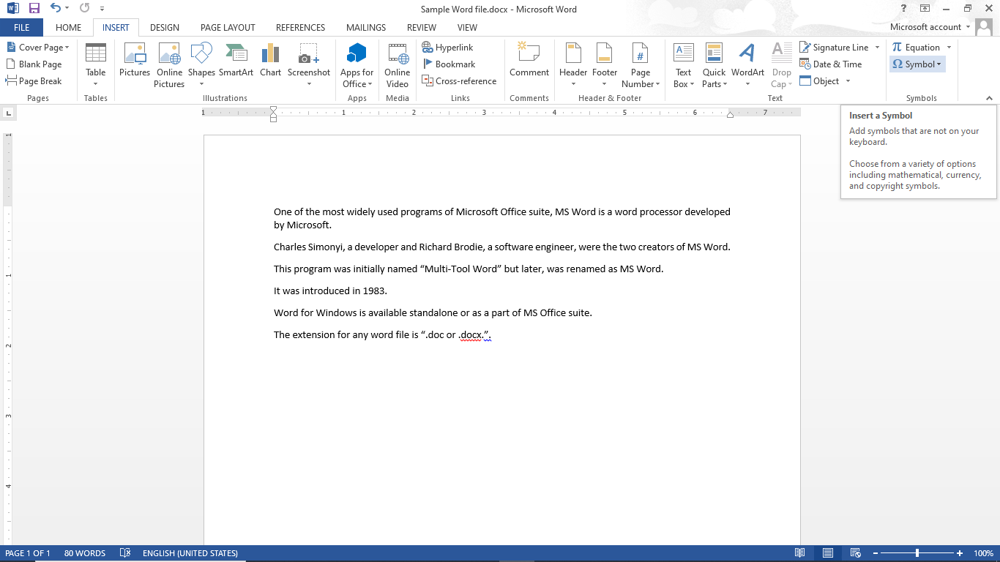 Sample Word file.docx - Microsoft Word
?
FILE HOME INSERT DESIGN PAGE LAYOUT REFERENCES MAILINGS REVIEW VIEW Microsoft account
Cover Page
Blank Page
Page Break
Pages
Table
Tables
Pictures
Online
Pictures
Shapes
SmartArt
Chart
Screenshot
Illustrations
Apps for
Office
Apps
Online
Video
Media
Hyperlink
Bookmark
Cross-reference
Links
Comment
Comments
Header
Footer
Page
Number
#
Header & Footer
Text
Box
A
Quick
Parts
WordArt
A
Drop
Cap
A
Signature Line
Date & Time
Object
Text
π Equation
Ω Symbol
Symbols
L
1 1 2 3 4 5 6 7
Insert a Symbol
Add symbols that are not on your
keyboard.
Choose from a variety of options
including mathematical, currency,
and copyright symbols.
1
1
2
3
4
One of the most widely used programs of Microsoft Office suite, MS Word is a word processor developed
by Microsoft.
Charles Simonyi, a developer and Richard Brodie, a software engineer, were the two creators of MS Word.
This program was initially named “Multi-Tool Word” but later, was renamed as MS Word.
It was introduced in 1983.
Word for Windows is available standalone or as a part of MS Office suite.
The extension for any word file is “.doc or .docx.”.
PAGE 1 OF 1 80 WORDS ENGLISH (UNITED STATES) 100%